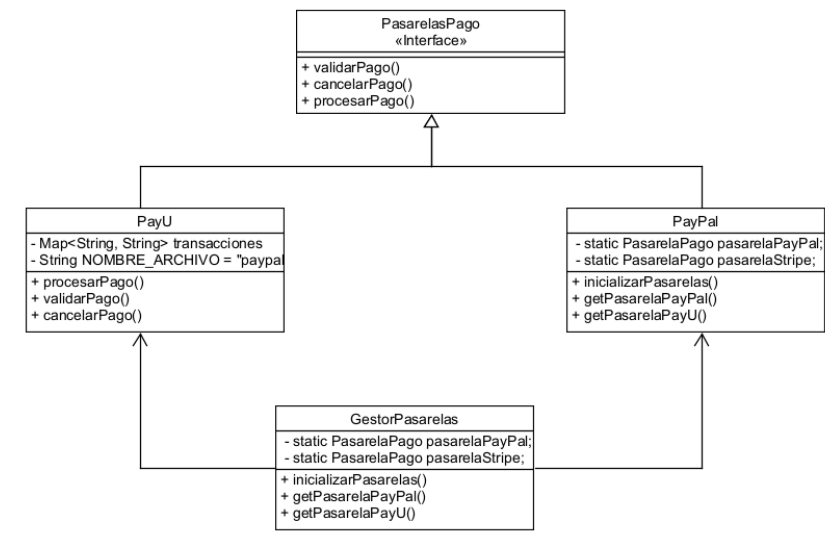 PasarelasPago
«Interface»
+ validarPago()
+ cancelarPago()
+ procesarPago()
PayU
- Map<String, String> transacciones
- String NOMBRE_ARCHIVO = "paypal
+ procesarPago()
+ validarPago()
+ cancelarPago()
PayPal
- static PasarelaPago pasarelaPayPal;
- static PasarelaPago pasarelaStripe;
+ inicializarPasarelas()
+ getPasarelaPayPal()
+ getPasarelaPayU()
GestorPasarelas
- static PasarelaPago pasarelaPayPal;
- static PasarelaPago pasarelaStripe;
+ inicializarPasarelas()
+ getPasarelaPayPal()
+ getPasarelaPayU()